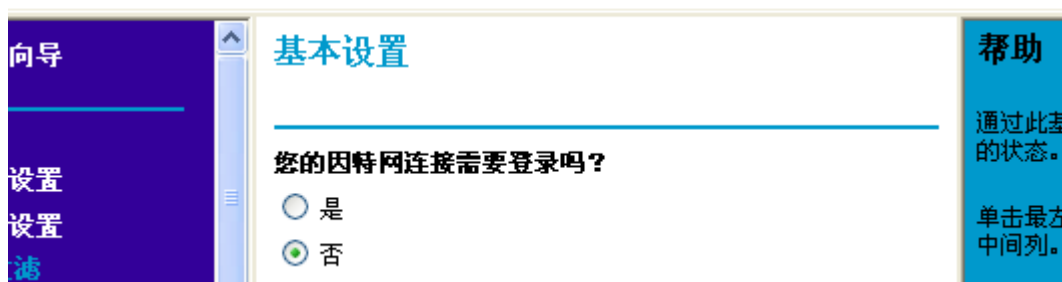 向导
设置
设置
滤
基本设置
您的因特网连接需要登录吗？
是
否
帮助
通过此基
的状态。
单击最左
中间列。